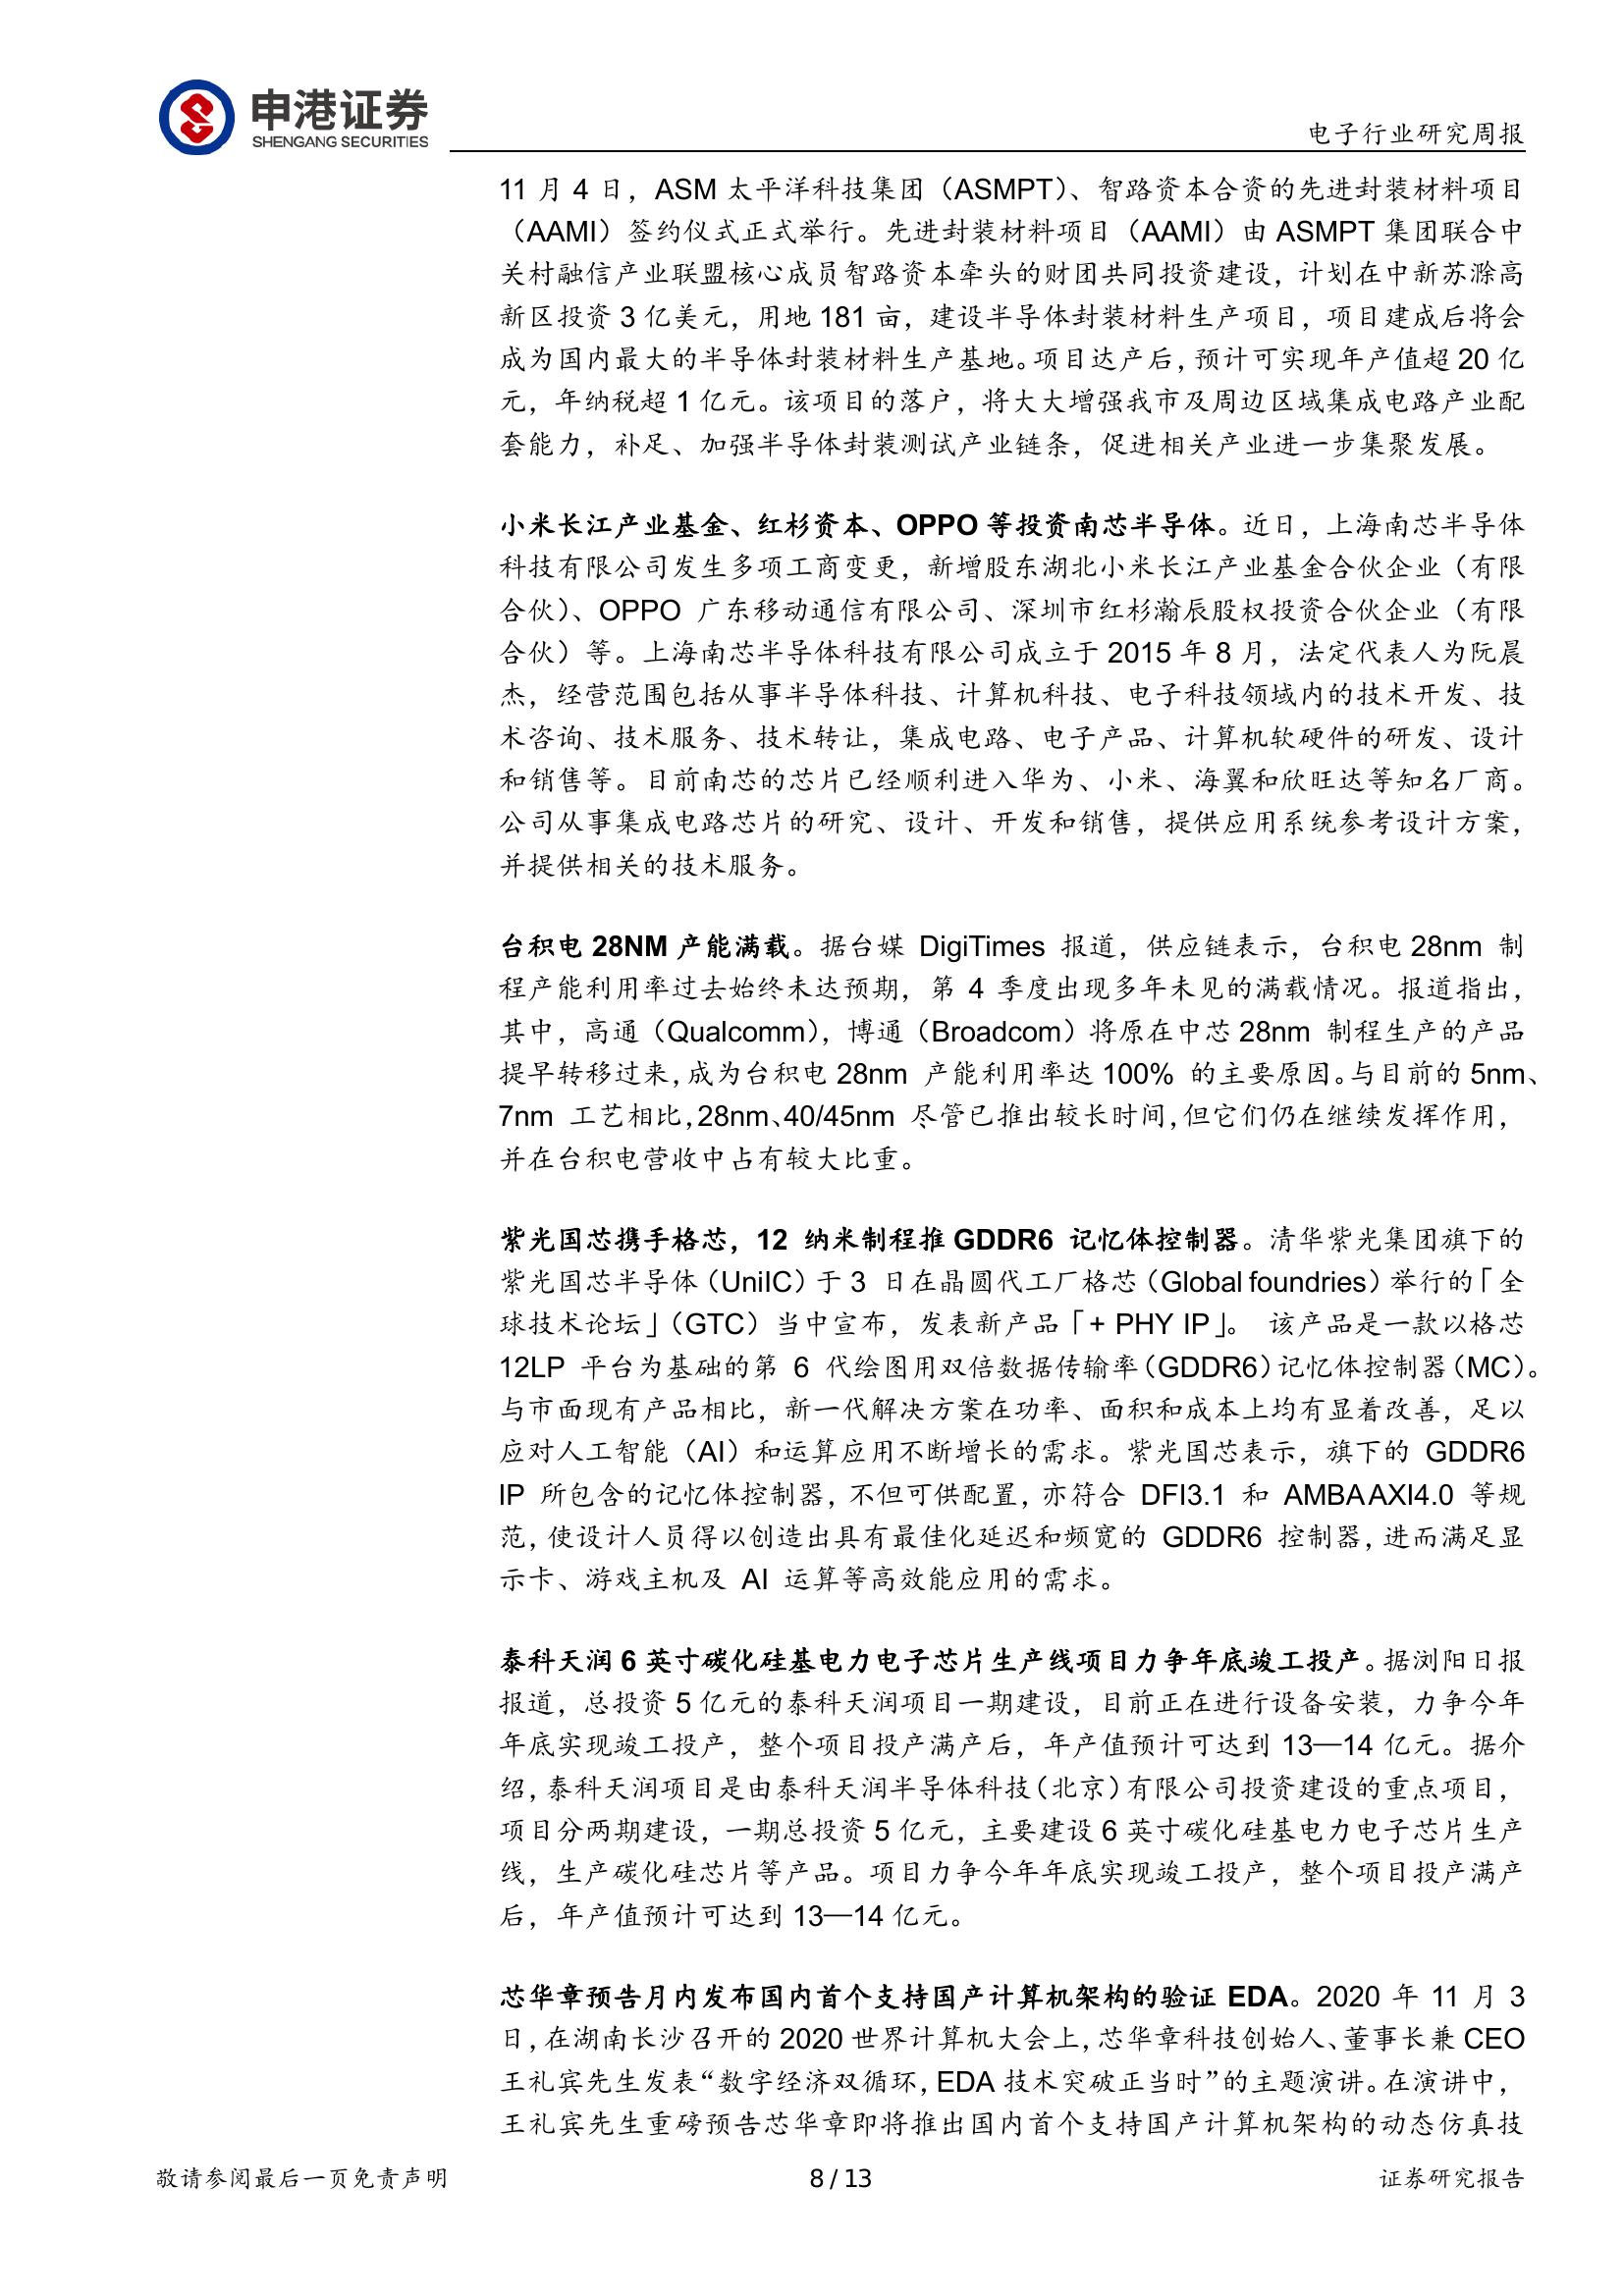 申港证券
SHENGANG SECURITIES
电子行业研究周报
11 月 4 日，ASM 太平洋科技集团（ASMPT）、智路资本合资的先进封装材料项目
（AAMI）签约仪式正式举行。先进封装材料项目（AAMI）由 ASMPT 集团联合中
关村融信产业联盟核心成员智路资本牵头的财团共同投资建设，计划在中新苏滁高
新区投资 3 亿美元，用地 181 亩，建设半导体封装材料生产项目，项目建成后将会
成为国内最大的半导体封装材料生产基地。项目达产后，预计可实现年产值超 20 亿
元，年纳税超 1 亿元。该项目的落户，将大大增强我市及周边区域集成电路产业配
套能力，补足、加强半导体封装测试产业链条，促进相关产业进一步集聚发展。
小米长江产业基金、红杉资本、OPPO 等投资南芯半导体。近日，上海南芯半导体
科技有限公司发生多项工商变更，新增股东湖北小米长江产业基金合伙企业（有限
合伙）、OPPO 广东移动通信有限公司、深圳市红杉瀚辰股权投资合伙企业（有限
合伙）等。上海南芯半导体科技有限公司成立于 2015 年 8 月，法定代表人为阮晨
杰，经营范围包括从事半导体科技、计算机科技、电子科技领域内的技术开发、技
术咨询、技术服务、技术转让，集成电路、电子产品、计算机软硬件的研发、设计
和销售等。目前南芯的芯片已经顺利进入华为、小米、海翼和欣旺达等知名厂商。
公司从事集成电路芯片的研究、设计、开发和销售，提供应用系统参考设计方案，
并提供相关的技术服务。
台积电 28NM 产能满载。据台媒 DigiTimes 报道，供应链表示，台积电 28nm 制
程产能利用率过去始终未达预期，第 4 季度出现多年未见的满载情况。报道指出，
其中，高通（Qualcomm），博通（Broadcom）将原在中芯 28nm 制程生产的产品
提早转移过来，成为台积电 28nm 产能利用率达 100% 的主要原因。与目前的 5nm、
7nm 工艺相比，28nm、40/45nm 尽管已推出较长时间，但它们仍在继续发挥作用，
并在台积电营收中占有较大比重。
紫光国芯携手格芯，12 纳米制程推 GDDR6 记忆体控制器。清华紫光集团旗下的
紫光国芯半导体（UniIC）于 3 日在晶圆代工厂格芯（Global foundries）举行的「全
球技术论坛」（GTC）当中宣布，发表新产品「+ PHY IP」。 该产品是一款以格芯
12LP 平台为基础的第 6 代绘图用双倍数据传输率（GDDR6）记忆体控制器（MC）。
与市面现有产品相比，新一代解决方案在功率、面积和成本上均有显着改善，足以
应对人工智能（AI）和运算应用不断增长的需求。紫光国芯表示，旗下的 GDDR6
IP 所包含的记忆体控制器，不但可供配置，亦符合 DFI3.1 和 AMBA AXI4.0 等规
范，使设计人员得以创造出具有最佳化延迟和频宽的 GDDR6 控制器，进而满足显
示卡、游戏主机及 AI 运算等高效能应用的需求。
泰科天润 6 英寸碳化硅基电力电子芯片生产线项目力争年底竣工投产。据浏阳日报
报道，总投资 5 亿元的泰科天润项目一期建设，目前正在进行设备安装，力争今年
年底实现竣工投产，整个项目投产满产后，年产值预计可达到 13—14 亿元。据介
绍，泰科天润项目是由泰科天润半导体科技（北京）有限公司投资建设的重点项目，
项目分两期建设，一期总投资 5 亿元，主要建设 6 英寸碳化硅基电力电子芯片生产
线，生产碳化硅芯片等产品。项目力争今年年底实现竣工投产，整个项目投产满产
后，年产值预计可达到 13—14 亿元。
芯华章预告月内发布国内首个支持国产计算机架构的验证 EDA。2020 年 11 月 3
日，在湖南长沙召开的 2020 世界计算机大会上，芯华章科技创始人、董事长兼 CEO
王礼宾先生发表“数字经济双循环，EDA 技术突破正当时”的主题演讲。在演讲中，
王礼宾先生重磅预告芯华章即将推出国内首个支持国产计算机架构的动态仿真技
敬请参阅最后一页免责声明
8 / 13
证券研究报告